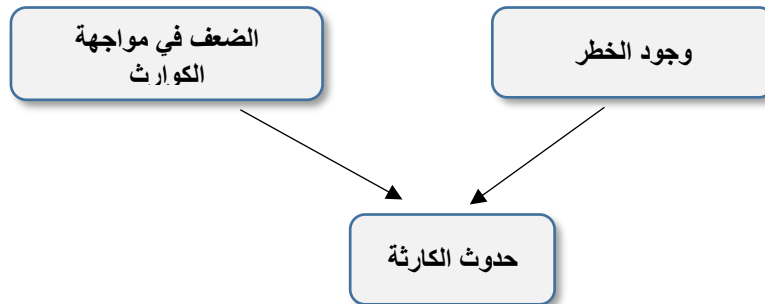 وجود الخطر
الضعف في مواجهة
الكوارث
حدوث الكارثة